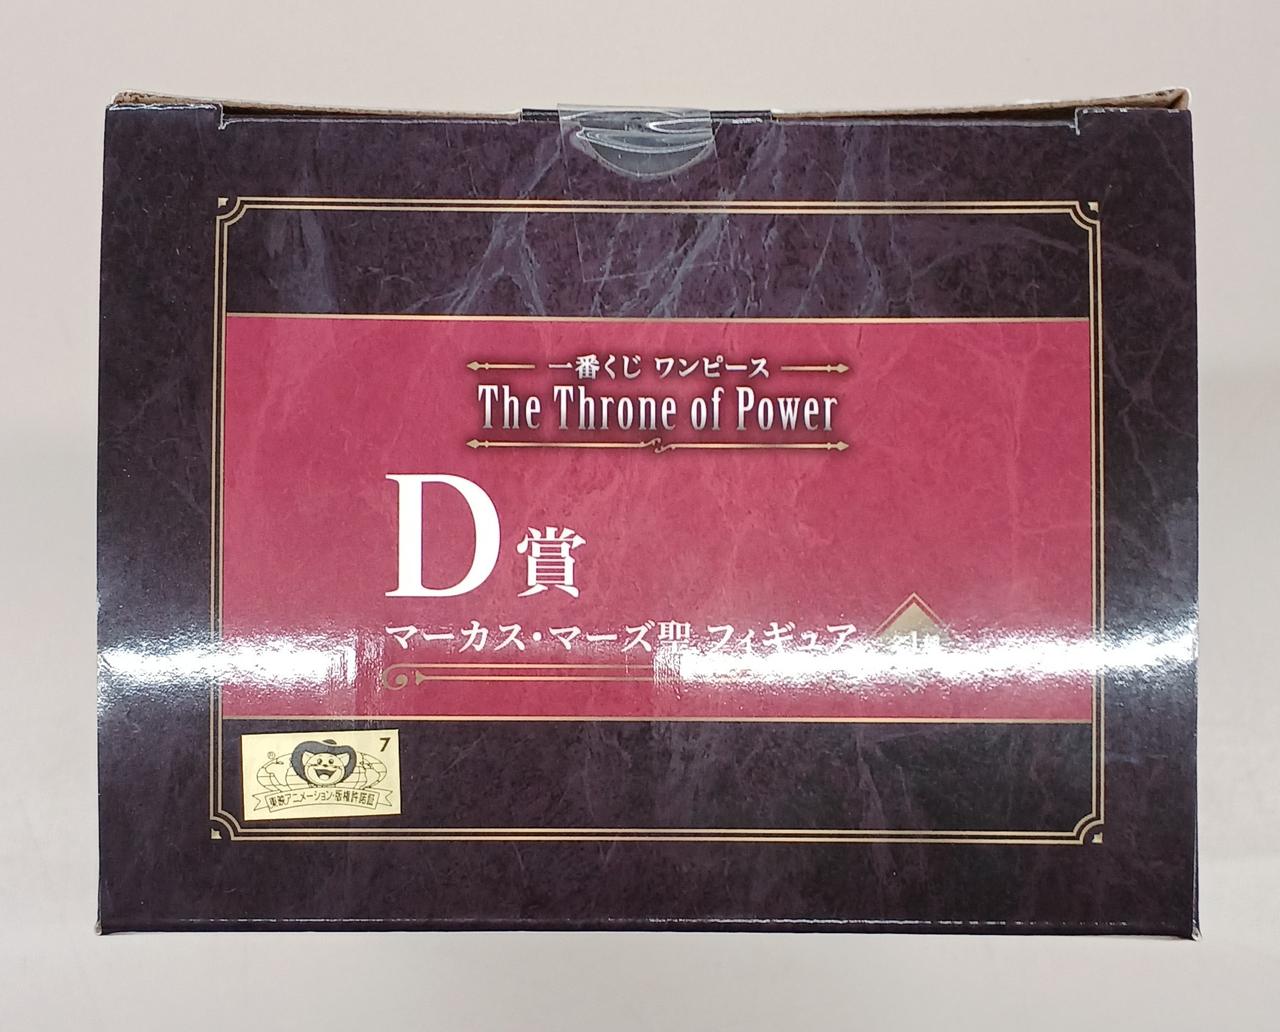 一番くじ ワンピース
The Throne of Power
D賞
マーカス・マーズ聖 フィギュア
7
®
東映アニメーション・版権許諾証